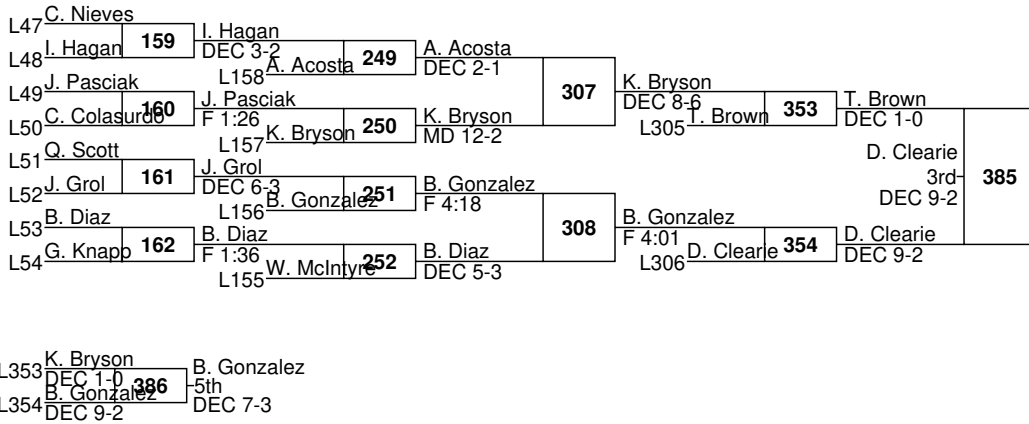 L47 C. Nieves
159
L48 I. Hagan
I. Hagan
DEC 3-2
L158 A. Acosta
249
A. Acosta
DEC 2-1
L49 J. Pasciak
160
L50 C. Colasurdo
J. Pasciak
F 1:26
L157 K. Bryson
250
K. Bryson
MD 12-2
307
K. Bryson
DEC 8-6
L305 T. Brown
353
T. Brown
DEC 1-0
L51 Q. Scott
161
L52 J. Grol
J. Grol
DEC 6-3
L156 B. Gonzalez
251
B. Gonzalez
F 4:18
L53 B. Diaz
162
L54 G. Knapp
B. Diaz
F 1:36
L155 W. McIntyre
252
B. Diaz
DEC 5-3
308
B. Gonzalez
F 4:01
L306 D. Clearie
354
D. Clearie
DEC 9-2
D. Clearie
3rd
DEC 9-2
385
L353 K. Bryson
DEC 1-0
386
L354 B. Gonzalez
DEC 9-2
B. Gonzalez
5th
DEC 7-3